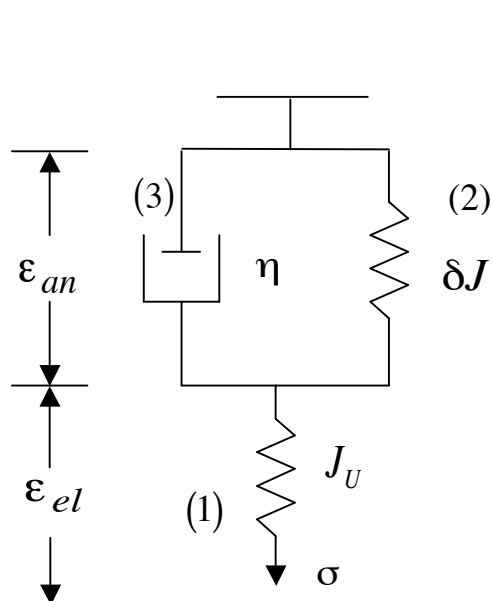 (3)
(2)
ε_an
η
δJ
ε_el
J_U
(1)
σ